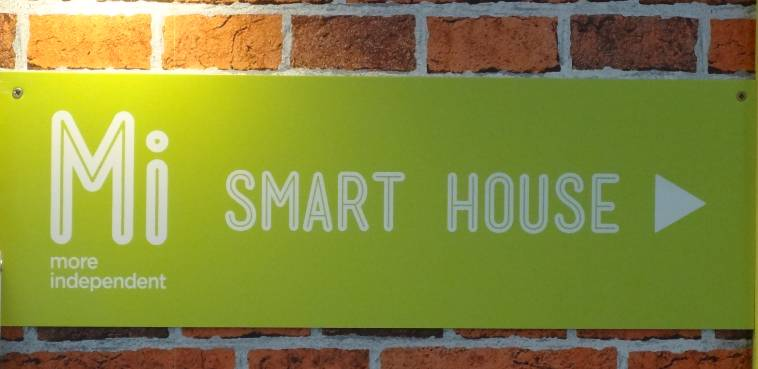 Mi
more
independent
SMART HOUSE